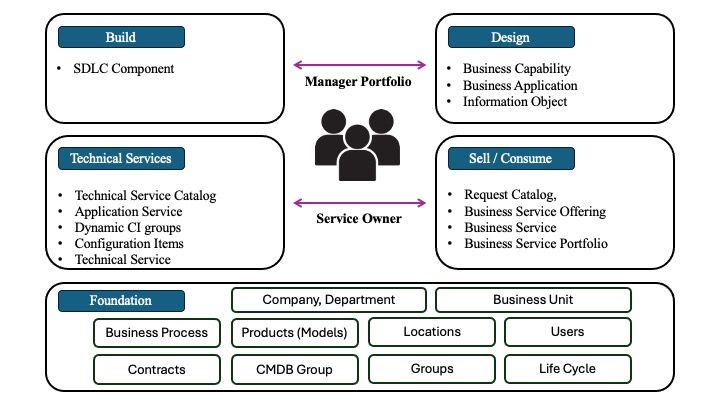 Build
• SDLC Component
Design
• Business Capability
• Business Application
• Information Object
Manager Portfolio
Technical Services
• Technical Service Catalog
• Application Service
• Dynamic CI groups
• Configuration Items
• Technical Service
Sell / Consume
• Request Catalog,
• Business Service Offering
• Business Service
• Business Service Portfolio
Service Owner
Foundation
Company, Department
Business Unit
Business Process
Products (Models)
Locations
Users
Contracts
CMDB Group
Groups
Life Cycle